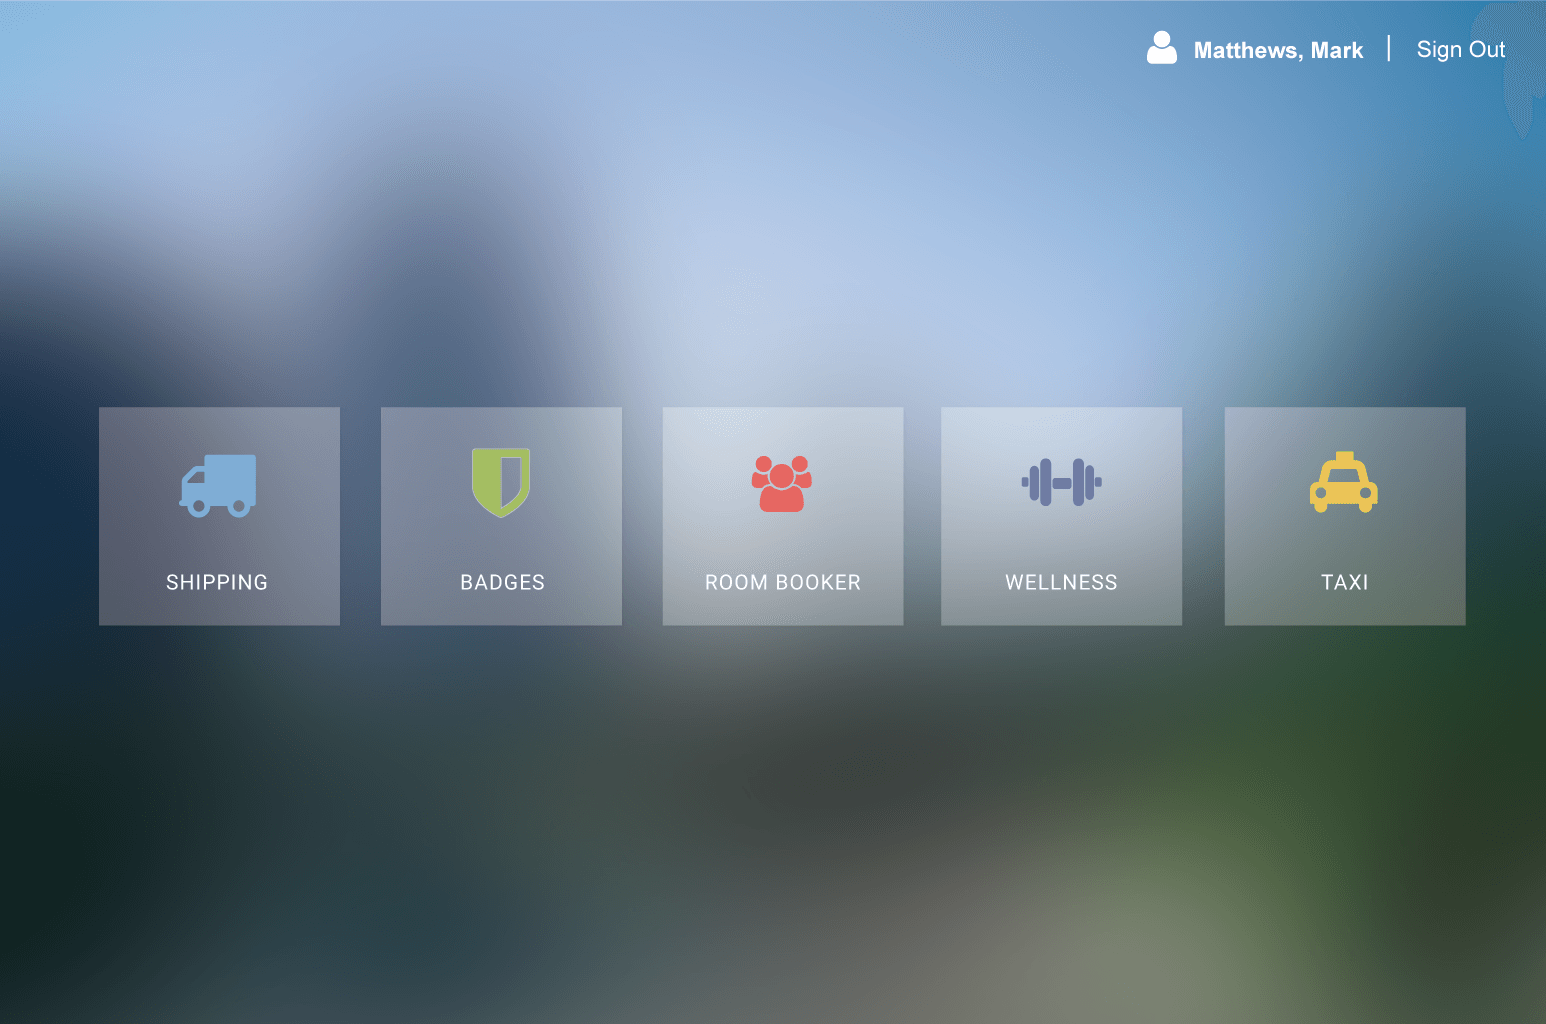 Matthews, Mark | Sign Out
SHIPPING
BADGES
ROOM BOOKER
WELLNESS
TAXI